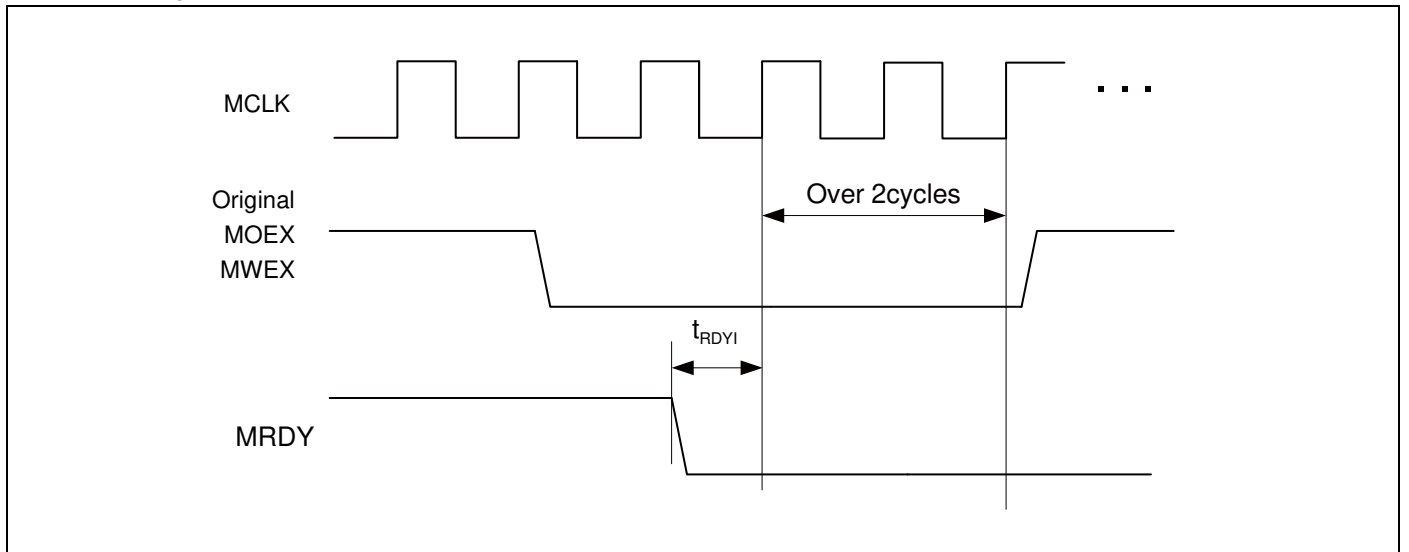 MCLK
. . .
Over 2cycles
Original
MOEX
MWEX
tRDYI
MRDY